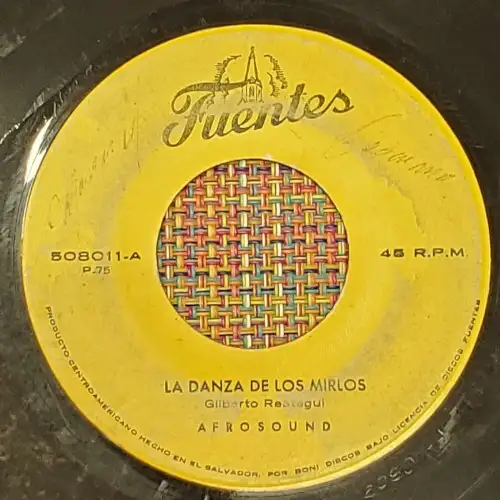 Fuentes
508011-A
P.75
45 R.P.M.
LA DANZA DE LOS MIRLOS
Gilberto Reátegui
AFROSOUND
PRODUCTO CENTROAMERICANO HECHO EN EL SALVADOR, POR BONI DISCOS BAJO LICENCIA DE DISCOS FUENTES